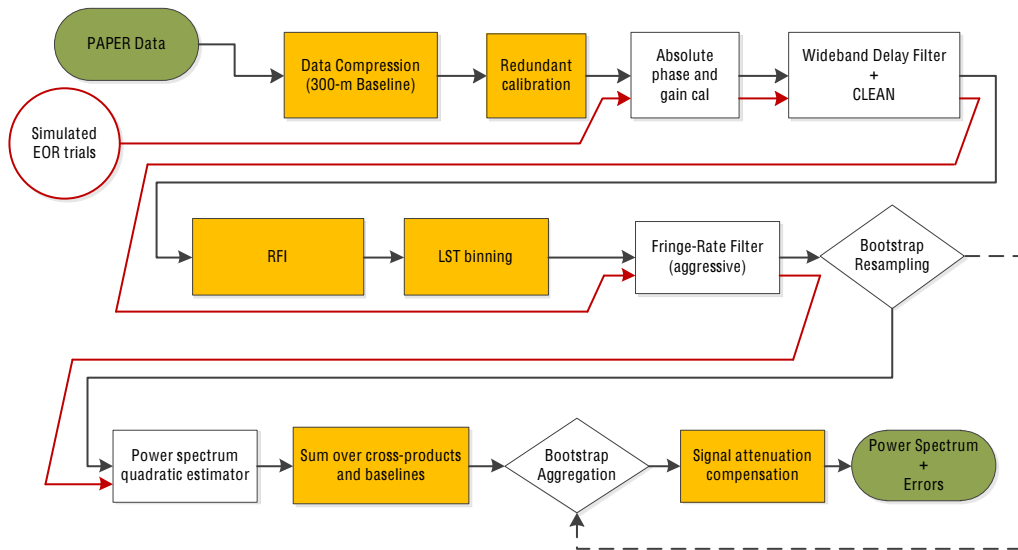 PAPER Data
Data Compression
(300-m Baseline)
Redundant
calibration
Absolute
phase and
gain cal
Wideband Delay Filter
+
CLEAN
Simulated
EOR trials
RFI
LST binning
Fringe-Rate Filter
(aggressive)
Bootstrap
Resampling
Power spectrum
quadratic estimator
Sum over cross-products
and baselines
Bootstrap
Aggregation
Signal attenuation
compensation
Power Spectrum
+
Errors